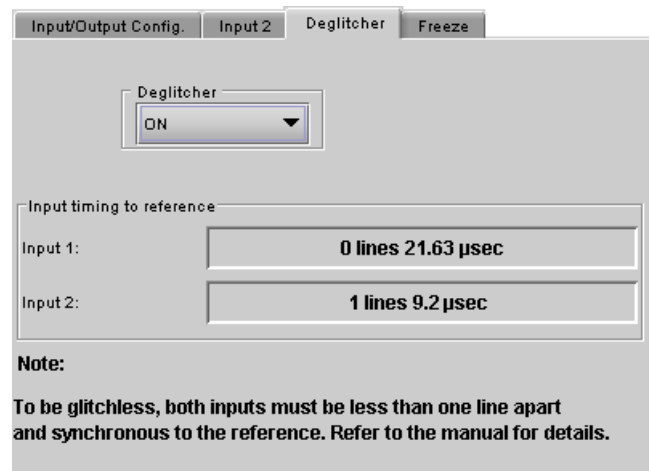 Input/Output Config. Input 2 Deglitcher Freeze
Deglitcher
ON
Input timing to reference
Input 1: 0 lines 21.63 µsec
Input 2: 1 lines 9.2 µsec
Note:
To be glitchless, both inputs must be less than one line apart
and synchronous to the reference. Refer to the manual for details.